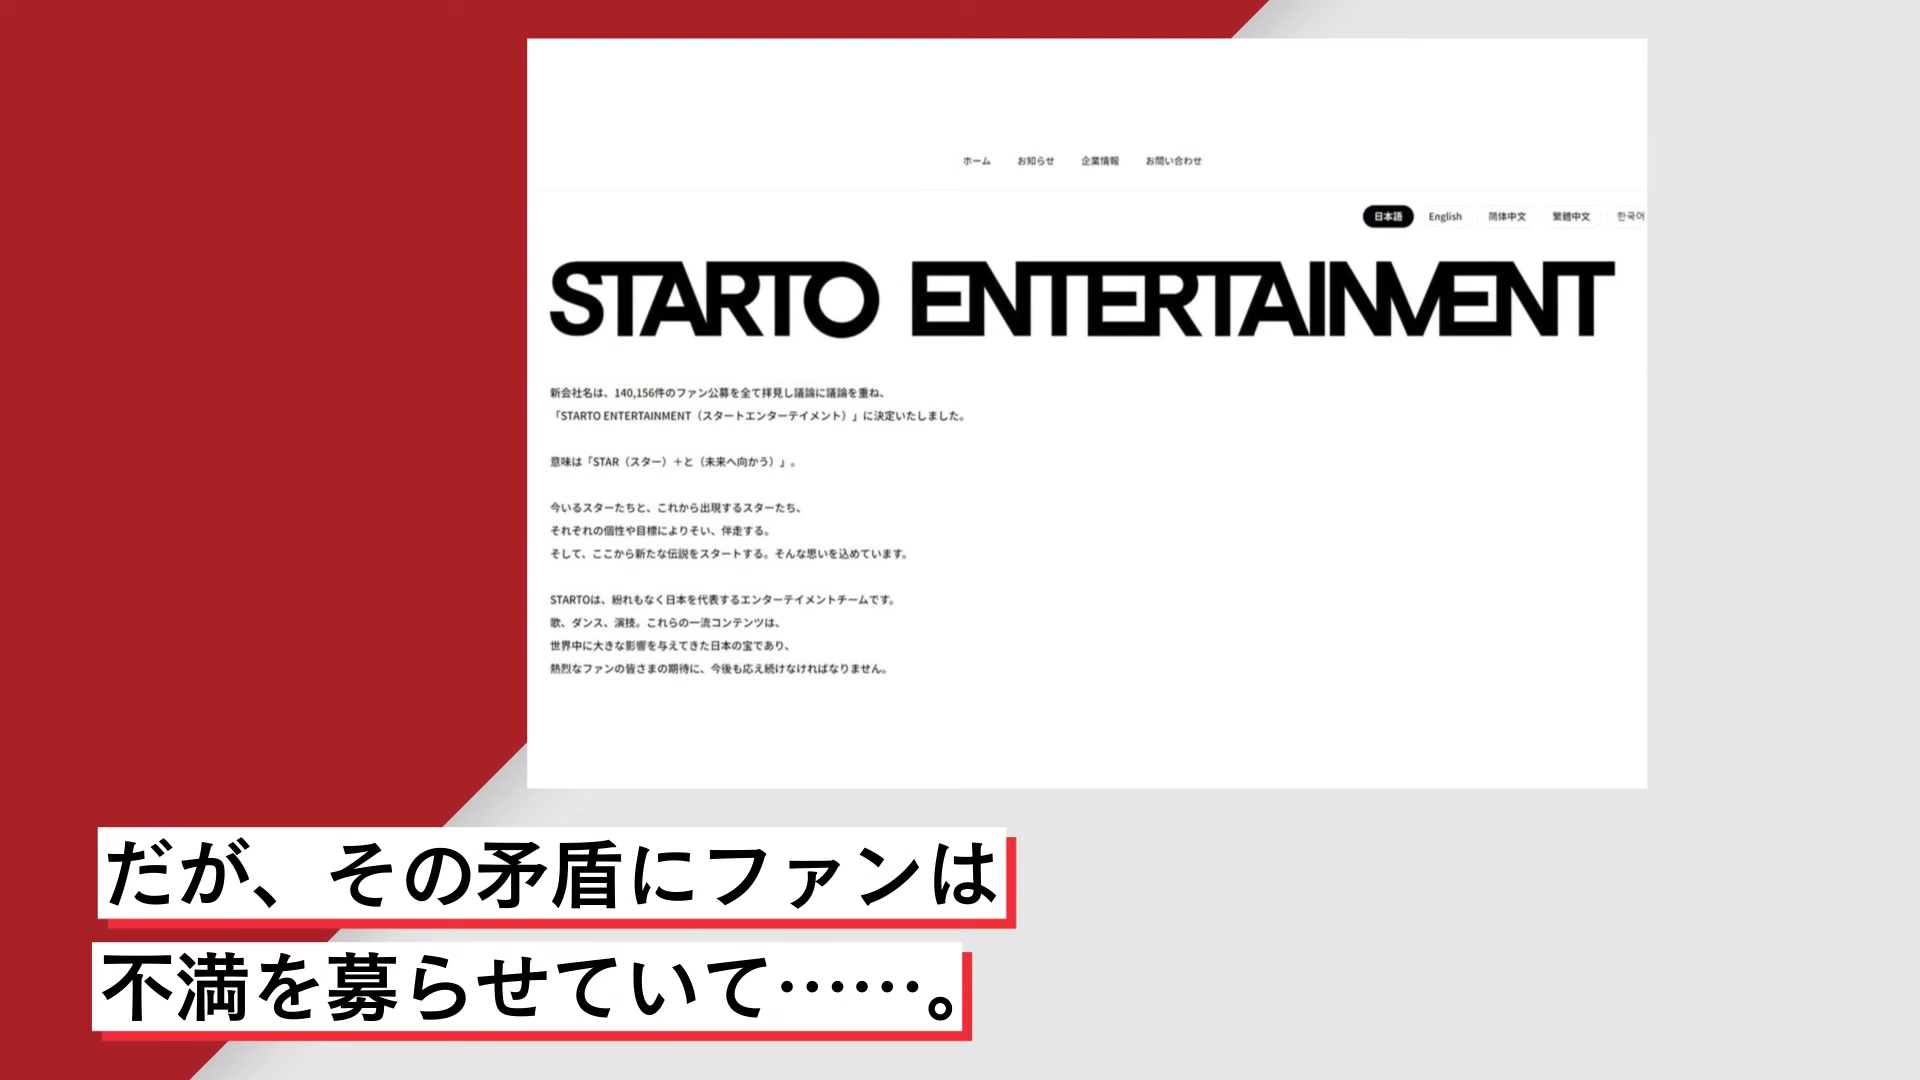 ホーム お知らせ 企業情報 お問い合わせ
日本語 English 简体中文 繁體中文 한국어
STARTO ENTERTAINMENT
新会社名は、140,156件のファン公募を全て拝見し議論に議論を重ね、
「STARTO ENTERTAINMENT（スタートエンターテイメント）」に決定いたしました。
意味は「STAR（スター）＋と（未来へ向かう）」。
今いるスターたちと、これから出現するスターたち、
それぞれの個性や目標によりそい、伴走する。
そして、ここから新たな伝説をスタートする。そんな思いを込めています。
STARTOは、紛れもなく日本を代表するエンターテイメントチームです。
歌、ダンス、演技。これらの一流コンテンツは、
世界中に大きな影響を与えてきた日本の宝であり、
熱烈なファンの皆さまの期待に、今後も応え続けなければなりません。
だが、その矛盾にファンは
不満を募らせていて……。